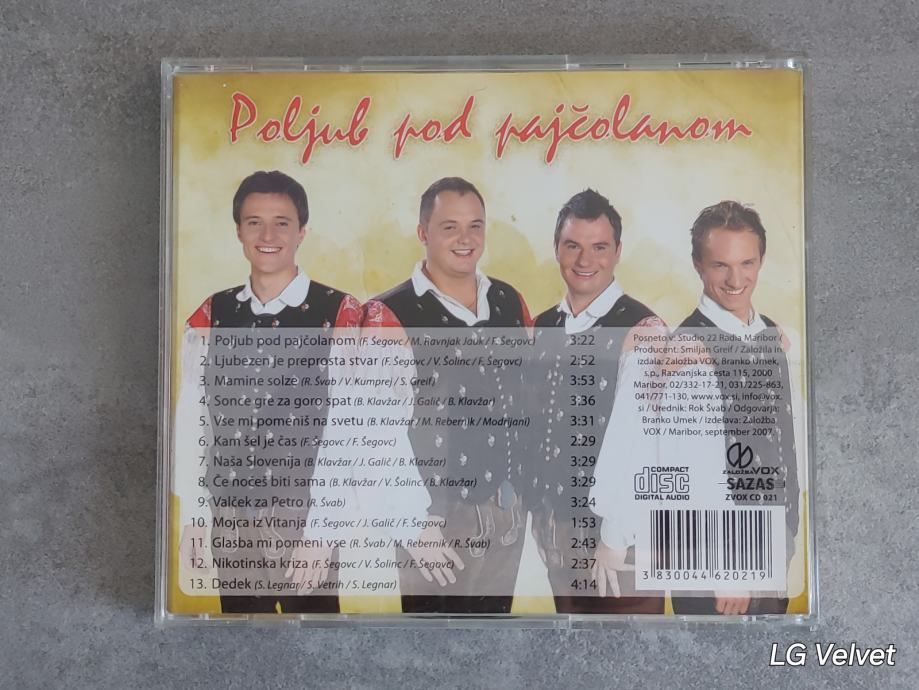 Poljub pod pajčolanom
1. Poljub pod pajčolanom (F. Šegovc / M. Ravnjak Jauk / F. Šegovc) 3:22
2. Ljubezen je preprosta stvar (F. Šegovc / V. Šolinc / F. Šegovc) 2:52
3. Mamine solze (R. Švab / V. Kumprej / S. Greif) 3:53
4. Sonce gre za goro spat (B. Klavžar / J. Galič / B. Klavžar) 3:36
5. Vse mi pomeniš na svetu (B. Klavžar / M. Rebernik / Modrijani) 3:31
6. Kam šel je čas (F. Šegovc / F. Šegovc) 2:29
7. Naša Slovenija (B. Klavžar / J. Galič / B. Klavžar) 3:29
8. Če nočeš biti sama (B. Klavžar / V. Šolinc / B. Klavžar) 3:29
9. Valček za Petro (R. Švab) 3:24
10. Mojca iz Vitanja (F. Šegovc / J. Galič / F. Šegovc) 1:53
11. Glasba mi pomeni vse (R. Švab / M. Rebernik / R. Švab) 2:43
12. Nikotinska kriza (F. Šegovc / V. Šolinc / F. Šegovc) 2:37
13. Dedek (S. Legnar / S. Vetrih / S. Legnar) 4:14
Posneto v: Studio 22 Radia Maribor /
Producent: Smiljan Greif / Založila in
izdala: Založba VOX, Branko Umek,
s.p., Razvanjska cesta 115, 2000
Maribor, 02/332-17-21, 031/225-863,
041/771-130, www.vox.si, info@vox.
si / Urednik: Rok Švab / Odgovarja:
Branko Umek / Izdelava: Založba
VOX / Maribor, september 2007
COMPACT
disc
DIGITAL AUDIO
ZALOŽBA VOX
SAZAS
ZVOX CD 021
3 830044 620219
LG Velvet